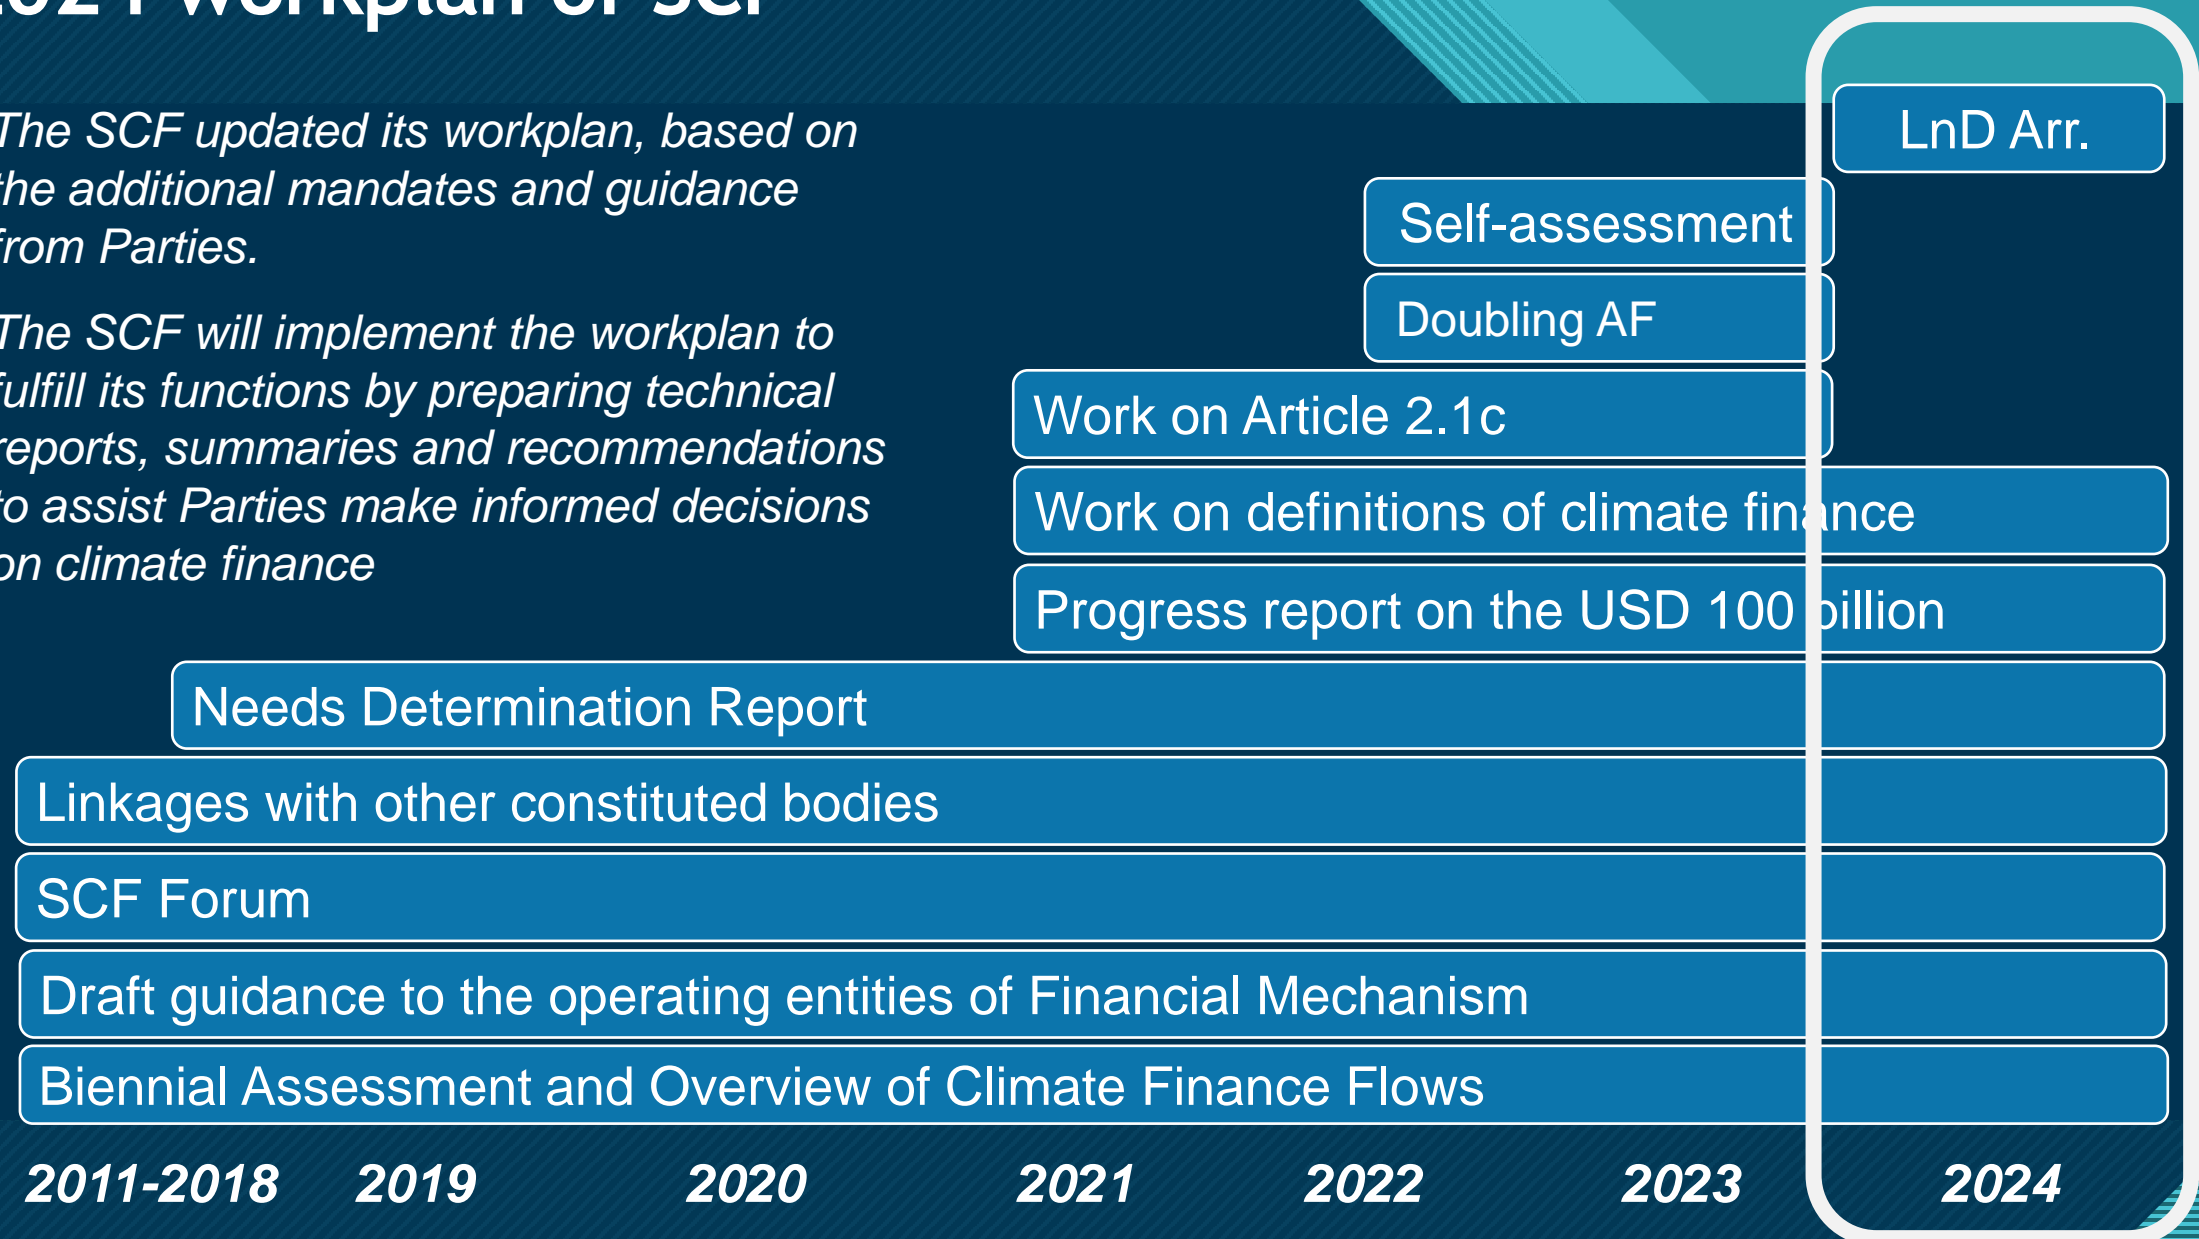 2024 workplan of SCF
The SCF updated its workplan, based on
the additional mandates and guidance
from Parties.
The SCF will implement the workplan to
fulfill its functions by preparing technical
reports, summaries and recommendations
to assist Parties make informed decisions
on climate finance
LnD Arr.
Self-assessment
Doubling AF
Work on Article 2.1c
Work on definitions of climate finance
Progress report on the USD 100 billion
Needs Determination Report
Linkages with other constituted bodies
SCF Forum
Draft guidance to the operating entities of Financial Mechanism
Biennial Assessment and Overview of Climate Finance Flows
2011-2018 2019 2020 2021 2022 2023 2024